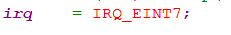 irq = IRQ_EINT7;